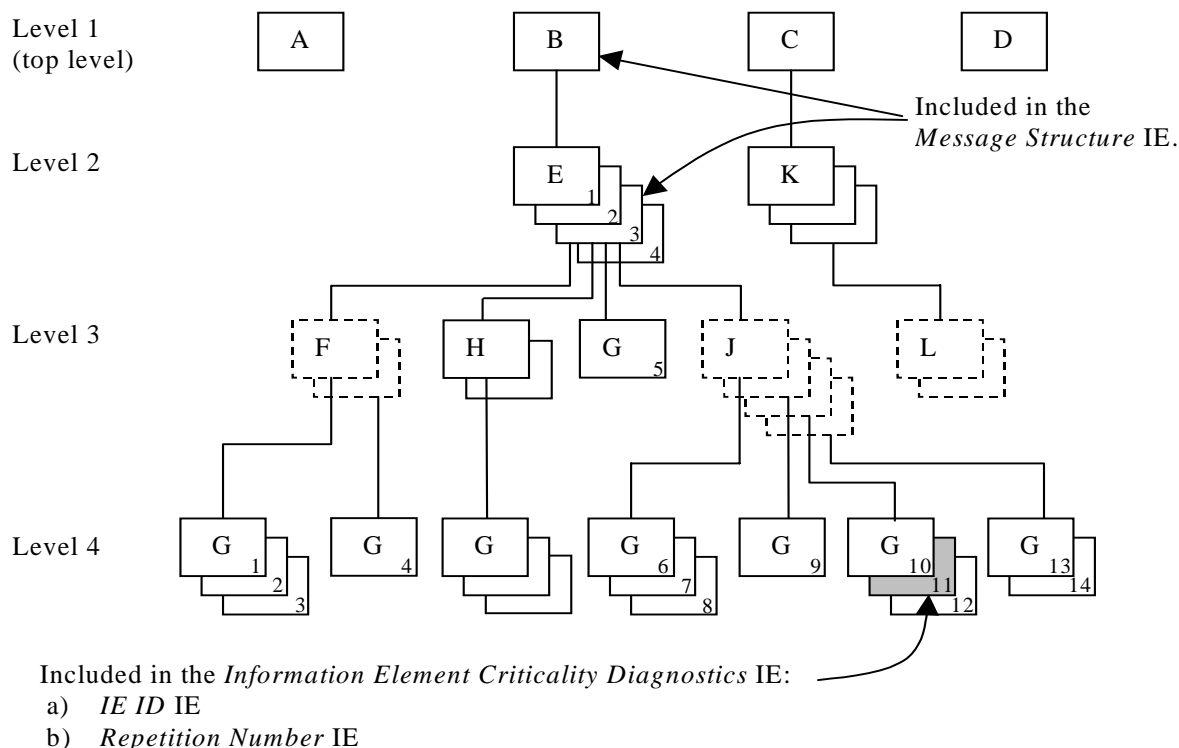 Level 1 A B C D
(top level)
Included in the
Message Structure IE.
Level 2 E 1 2 3 4 K
Level 3 F H G 5 J L
Level 4 G 1 2 3 G 4 G G 6 7 8 G 9 G 10 11 12 G 13 14
Included in the Information Element Criticality Diagnostics IE:
a) IE ID IE
b) Repetition Number IE